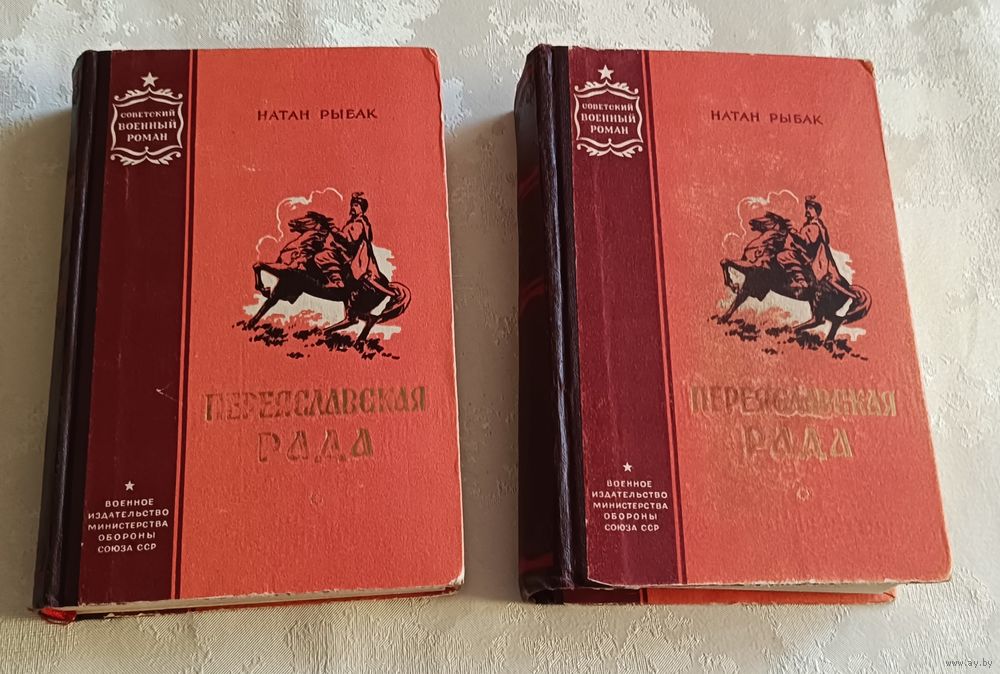 СОВЕТСКИЙ
ВОЕННЫЙ
РОМАН
НАТАН РЫБАК
ПЕРЕЯСЛАВСКАЯ
РАДА
ВОЕННОЕ
ИЗДАТЕЛЬСТВО
МИНИСТЕРСТВА
ОБОРОНЫ
СОЮЗА ССР
СОВЕТСКИЙ
ВОЕННЫЙ
РОМАН
НАТАН РЫБАК
ПЕРЕЯСЛАВСКАЯ
РАДА
ВОЕННОЕ
ИЗДАТЕЛЬСТВО
МИНИСТЕРСТВА
ОБОРОНЫ
СОЮЗА ССР
www.ay.by